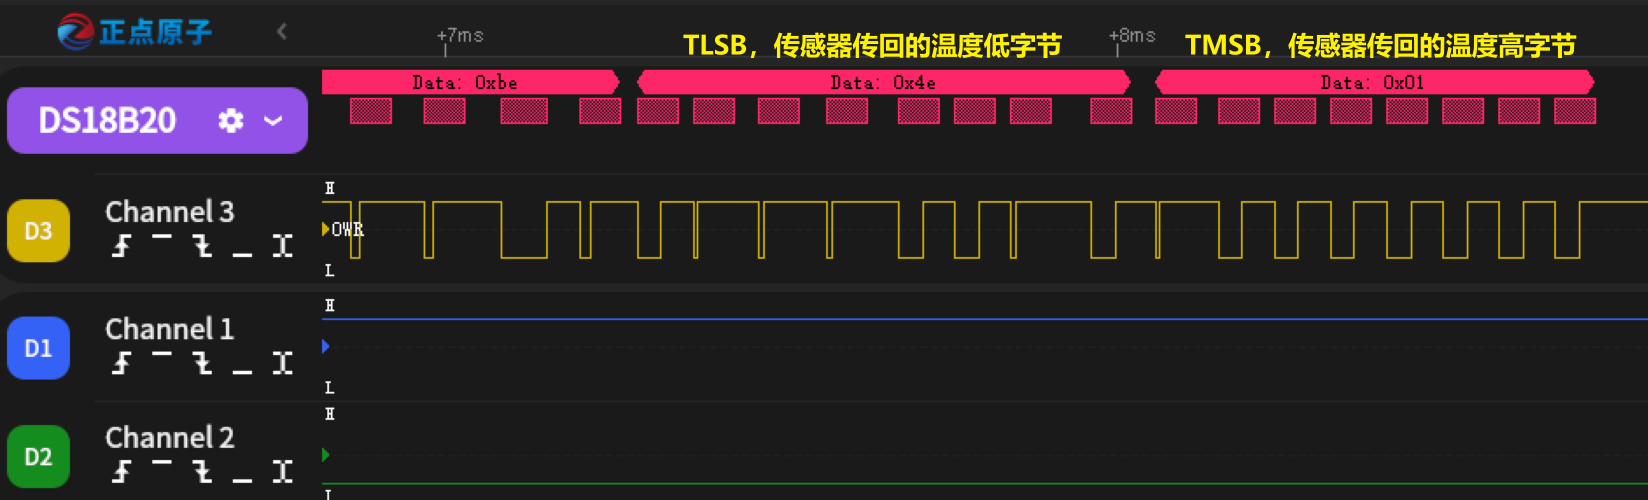 正点原子
+7ms
TLSB，传感器传回的温度低字节
+8ms
TMSB，传感器传回的温度高字节
Data: 0xbe
Data: 0x4e
Data: 0x01
DS18B20
H
D3
Channel 3
OWR
L
H
D1
Channel 1
L
H
D2
Channel 2
L